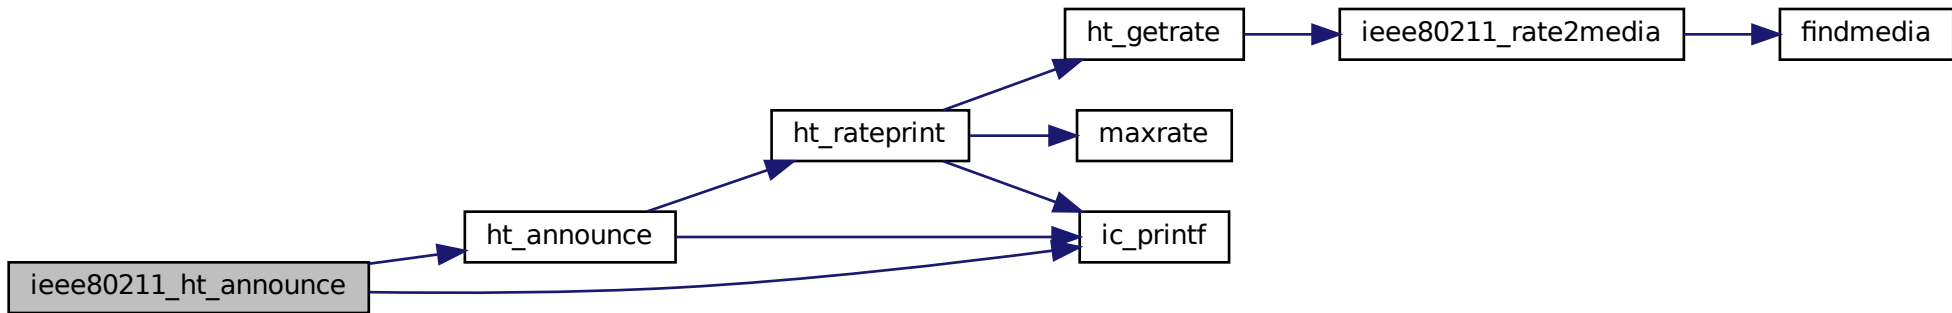 ht_getrate
ieee80211_rate2media
findmedia
ht_rateprint
maxrate
ht_announce
ic_printf
ieee80211_ht_announce